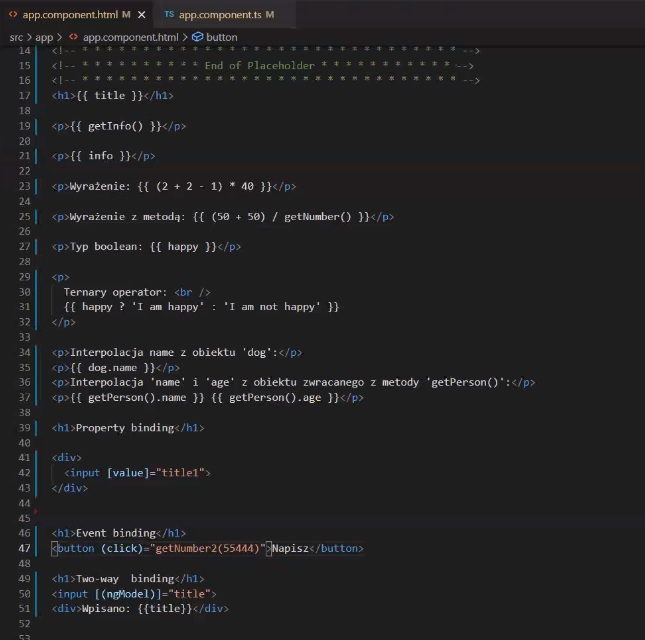 <> app.component.html M X TS app.component.ts M
src > app > <> app.component.html > button
14 <!-- * * * * * * * * * * * * * * * * * * * * * * * * * * * * * * * -->
15 <!-- * * * * * * * * * * End of Placeholder * * * * * * * * * * * -->
16 <!-- * * * * * * * * * * * * * * * * * * * * * * * * * * * * * * * -->
17 <h1>{{ title }}</h1>
18
19 <p>{{ getInfo() }}</p>
20
21 <p>{{ info }}</p>
22
23 <p>Wyrażenie: {{ (2 + 2 - 1) * 40 }}</p>
24
25 <p>Wyrażenie z metodą: {{ (50 + 50) / getNumber() }}</p>
26
27 <p>Typ boolean: {{ happy }}</p>
28
29 <p>
30 Ternary operator: <br />
31 {{ happy ? 'I am happy' : 'I am not happy' }}
32 </p>
33
34 <p>Interpolacja name z obiektu 'dog':</p>
35 <p>{{ dog.name }}</p>
36 <p>Interpolacja 'name' i 'age' z obiektu zwracanego z metody 'getPerson()':</p>
37 <p>{{ getPerson().name }} {{ getPerson().age }}</p>
38
39 <h1>Property binding</h1>
40
41 <div>
42 <input [value]="title1">
43 </div>
44
45
46 <h1>Event binding</h1>
47 <button (click)="getNumber2(55444)">Napisz</button>
48
49 <h1>Two-way  binding</h1>
50 <input [(ngModel)]="title">
51 <div>Wpisano: {{title}}</div>
52
53